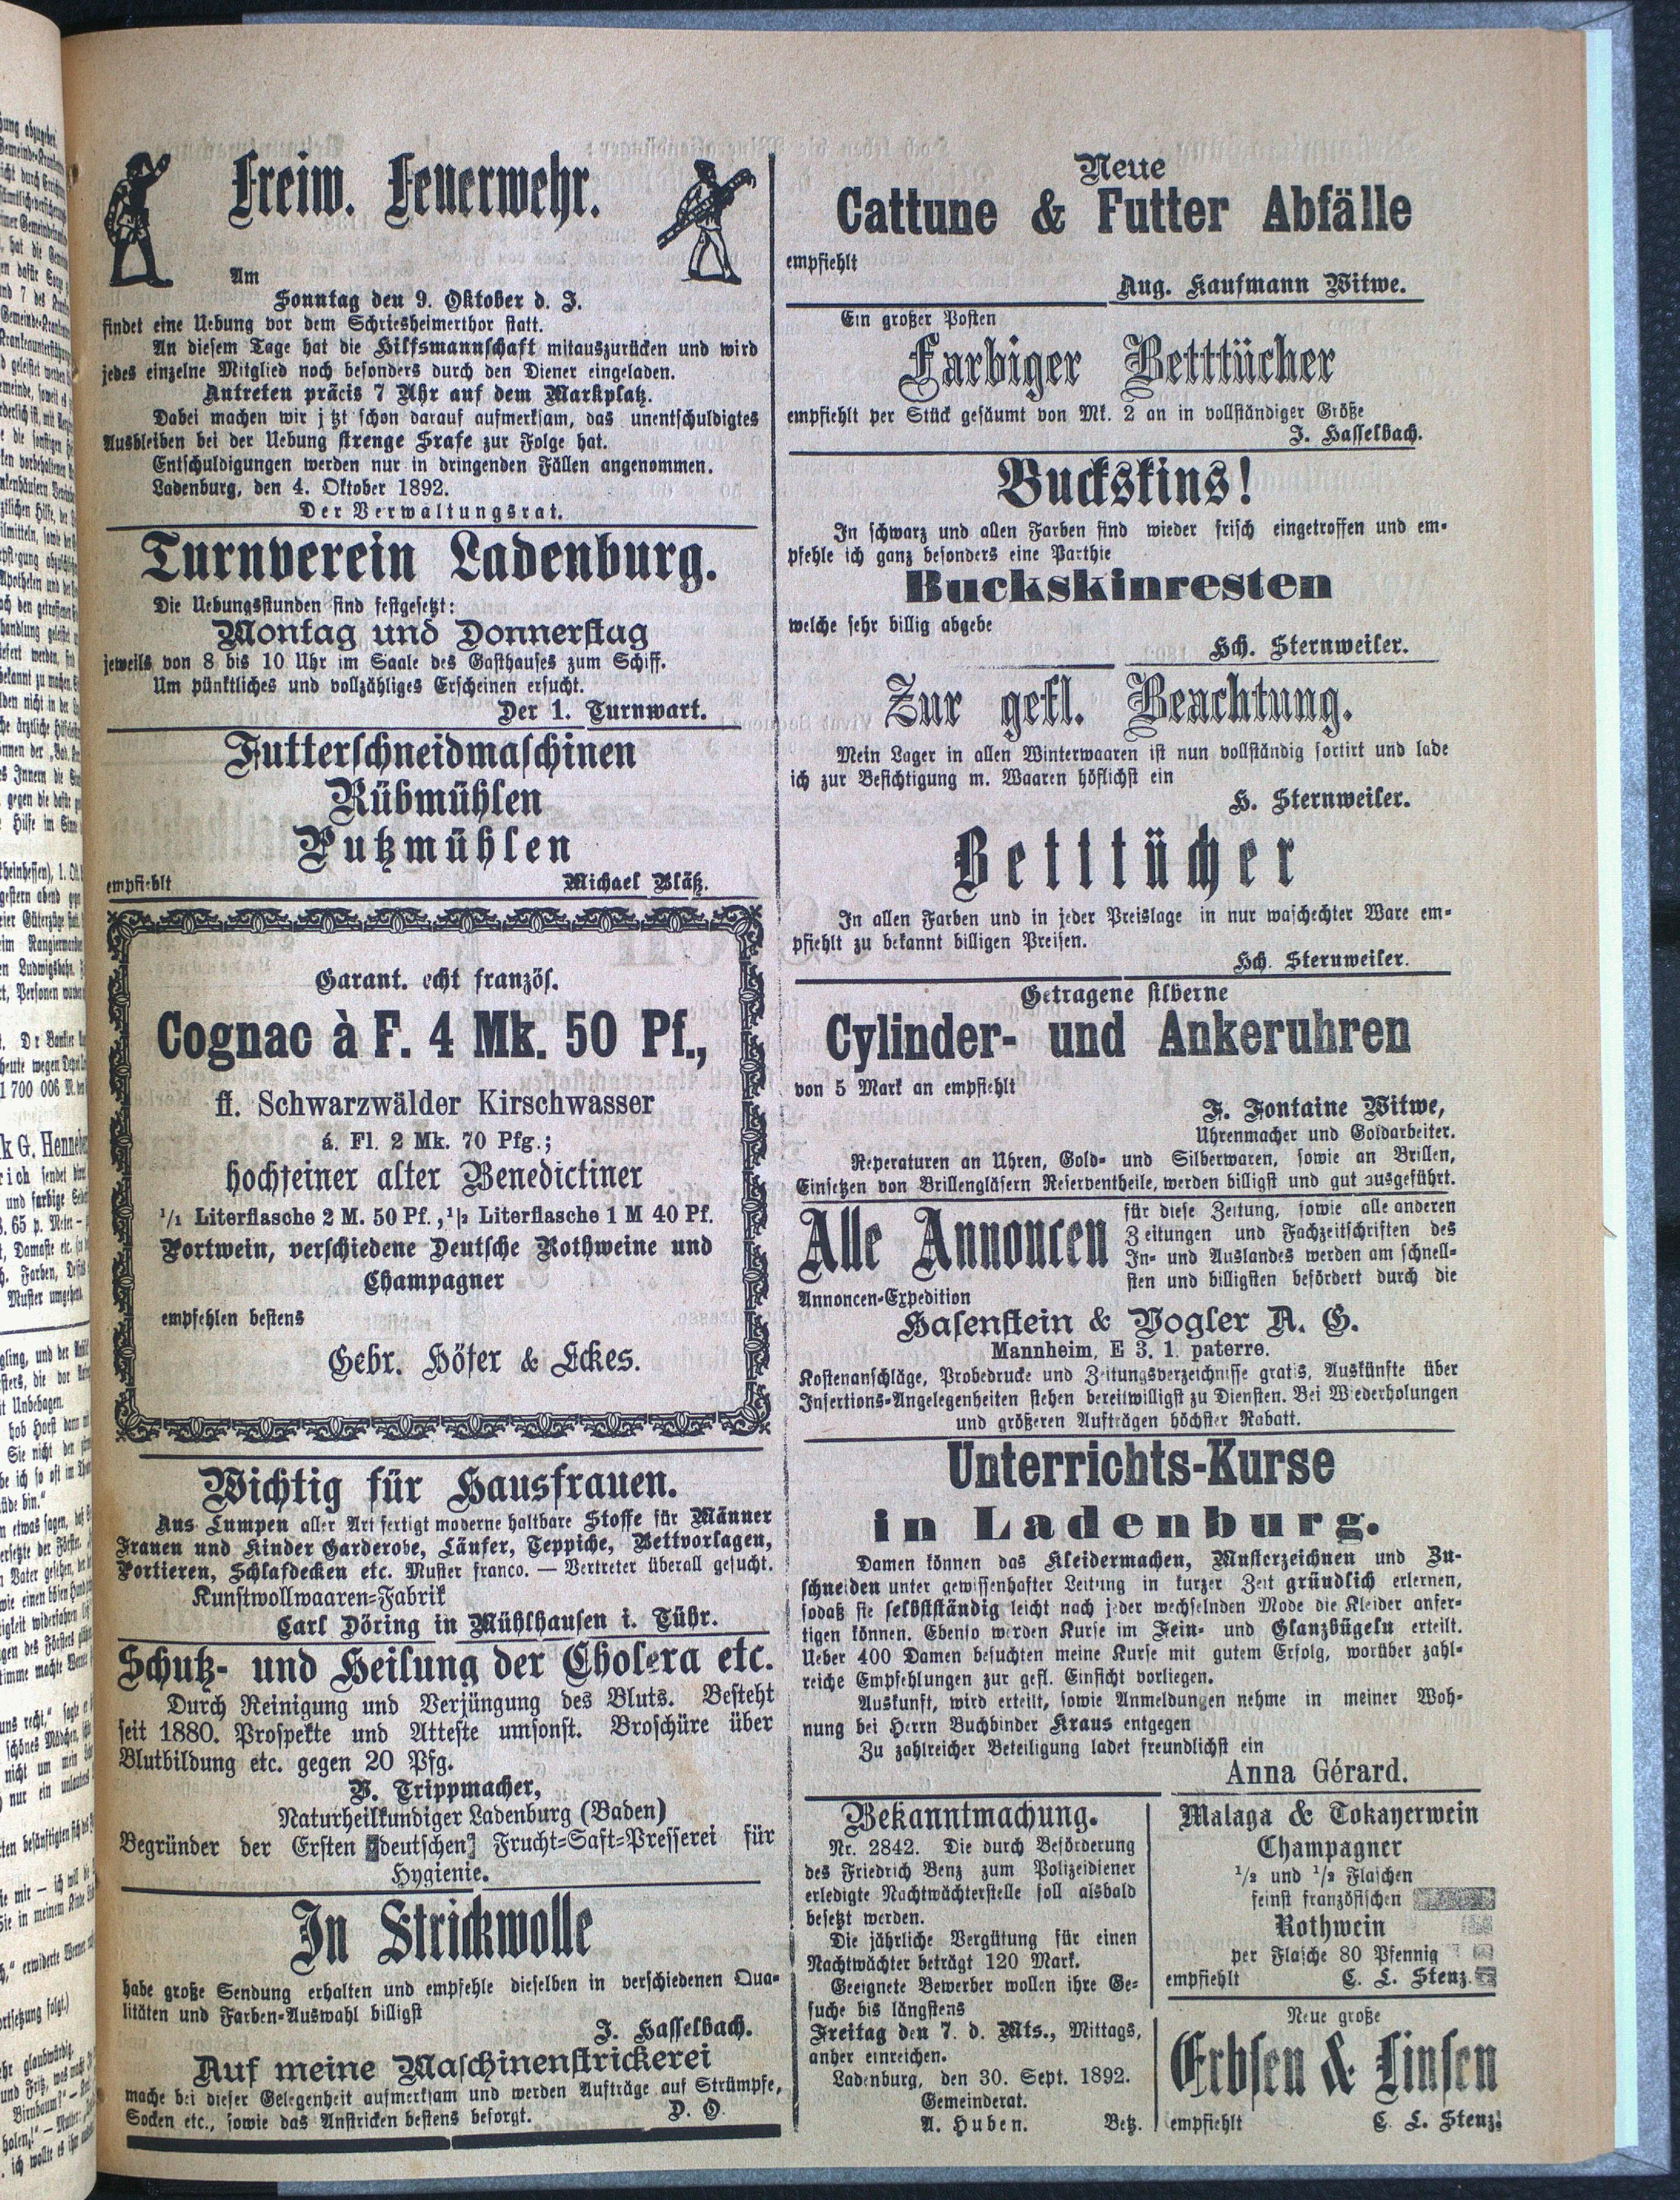 Freiw. Feuerwehr.
Am
Sonntag den 9. Oktober d. J.
findet eine Uebung vor dem Schriesheimerthor statt.
An diesem Tage hat die Hilfsmannschaft mitauszurücken und wird
jedes einzelne Mitglied noch besonders durch den Diener eingeladen.
Antreten präcis 7 Uhr auf dem Markplatz.
Dabei machen wir j tzt schon darauf aufmerksam, das unentschuldigtes
Ausbleiben bei der Uebung strenge Srafe zur Folge hat.
Entschuldigungen werden nur in dringenden Fällen angenommen.
Ladenburg, den 4. Oktober 1892.
Der Verwaltungsrat.
Turnverein Ladenburg.
Die Uebungsstunden sind festgesetzt:
Montag und Donnerstag
jeweils von 8 bis 10 Uhr im Saale des Gasthauses zum Schiff.
Um pünktliches und vollzähliges Erscheinen ersucht.
Der 1. Turnwart.
Futterschneidmaschinen
Rübmühlen
Putzmühlen
empfiehlt Michael Bläß.
Garant. echt französ.
Cognac à F. 4 Mk. 50 Pf.,
ff. Schwarzwälder Kirschwasser
á. Fl. 2 Mk. 70 Pfg.;
hochfeiner alter Benedictiner
1/1 Literflasche 2 M. 50 Pf., 1/2 Literflasche 1 M 40 Pf.
Portwein, verschiedene Deutsche Rothweine und
Champagner
empfehlen bestens
Gebr. Höfer & Eckes.
Wichtig für Hausfrauen.
Aus Lumpen aller Art fertigt moderne haltbare Stoffe für Männer
Frauen und Kinder Garderobe, Läufer, Teppiche, Bettvorlagen,
Portieren, Schlafdecken etc. Muster franco. — Vertreter überall gesucht.
Kunstwollwaaren-Fabrik
Carl Döring in Mühlhausen i. Tühr.
Schutz- und Heilung der Cholera etc.
Durch Reinigung und Verjüngung des Bluts. Besteht
seit 1880. Prospekte und Atteste umsonst. Broschüre über
Blutbildung etc. gegen 20 Pfg.
V. Trippmacher,
Naturheilkundiger Ladenburg (Baden)
Begründer der Ersten [deutschen] Frucht-Saft-Presserei für
Hygienie.
In Strickwolle
habe große Sendung erhalten und empfehle dieselben in verschiedenen Qua-
litäten und Farben-Auswahl billigst
J. Hasselbach.
Auf meine Maschinenstrickerei
mache bei dieser Gelegenheit aufmerksam und werden Aufträge auf Strümpfe,
Socken etc., sowie das Anstricken bestens besorgt. D. O.
Neue
Cattune & Futter Abfälle
empfiehlt
Aug. Kaufmann Witwe.
Ein großer Posten
Farbiger Betttücher
empfiehlt per Stück gesäumt von Mk. 2 an in vollständiger Größe
J. Hasselbach.
Buckskins!
In schwarz und allen Farben sind wieder frisch eingetroffen und em-
pfehle ich ganz besonders eine Parthie
Buckskinresten
welche sehr billig abgebe
Hch. Sternweiler.
Zur gefl. Beachtung.
Mein Lager in allen Winterwaaren ist nun vollständig sortirt und lade
ich zur Besichtigung m. Waaren höflichst ein
H. Sternweiler.
Betttücher
In allen Farben und in jeder Preislage in nur waschechter Ware em-
pfiehlt zu bekannt billigen Preisen.
Hch. Sternweiler.
Getragene silberne
Cylinder- und Ankeruhren
von 5 Mark an empfiehlt
F. Fontaine Witwe,
Uhrenmacher und Goldarbeiter.
Reperaturen an Uhren, Gold- und Silberwaren, sowie an Brillen,
Einsetzen von Brillengläsern Reserventheile, werden billigst und gut ausgeführt.
Alle Annoncen
für diese Zeitung, sowie alle anderen
Zeitungen und Fachzeitschriften des
In- und Auslandes werden am schnell-
sten und billigsten befördert durch die
Annoncen-Expedition
Hasenstein & Vogler A. G.
Mannheim, E 3. 1. paterre.
Kostenanschläge, Probedrucke und Zeitungsverzeichnisse gratis, Auskünfte über
Insertions-Angelegenheiten stehen bereitwilligst zu Diensten. Bei Wiederholungen
und größeren Aufträgen höchster Rabatt.
Unterrichts-Kurse
in Ladenburg.
Damen können das Kleidermachen, Musterzeichnen und Zu-
schneiden unter gewissenhafter Leitung in kurzer Zeit gründlich erlernen,
sodaß sie selbstständig leicht nach jeder wechselnden Mode die Kleider anfer-
tigen können. Ebenso werden Kurse im Fein- und Glanzbügeln erteilt.
Ueber 400 Damen besuchten meine Kurse mit gutem Erfolg, worüber zahl-
reiche Empfehlungen zur gefl. Einsicht vorliegen.
Auskunft, wird erteilt, sowie Anmeldungen nehme in meiner Woh-
nung bei Herrn Buchbinder Kraus entgegen
Zu zahlreicher Beteiligung ladet freundlichst ein
Anna Gérard.
Bekanntmachung.
Nr. 2842. Die durch Beförderung
des Friedrich Benz zum Polizeidiener
erledigte Nachtwächterstelle soll alsbald
besetzt werden.
Die jährliche Vergütung für einen
Nachtwächter beträgt 120 Mark.
Geeignete Bewerber wollen ihre Ge-
suche bis längstens
Freitag den 7. d. Mts., Mittags,
anher einreichen.
Ladenburg, den 30. Sept. 1892.
Gemeinderat.
A. Huben. Betz.
Malaga & Tokayerwein
Champagner
1/2 und 1/2 Flaschen
feinst französischen
Rothwein
per Flasche 80 Pfennig
empfiehlt C. L. Stenz.
Neue große
Erbsen & Linsen
empfiehlt C. L. Stenz.